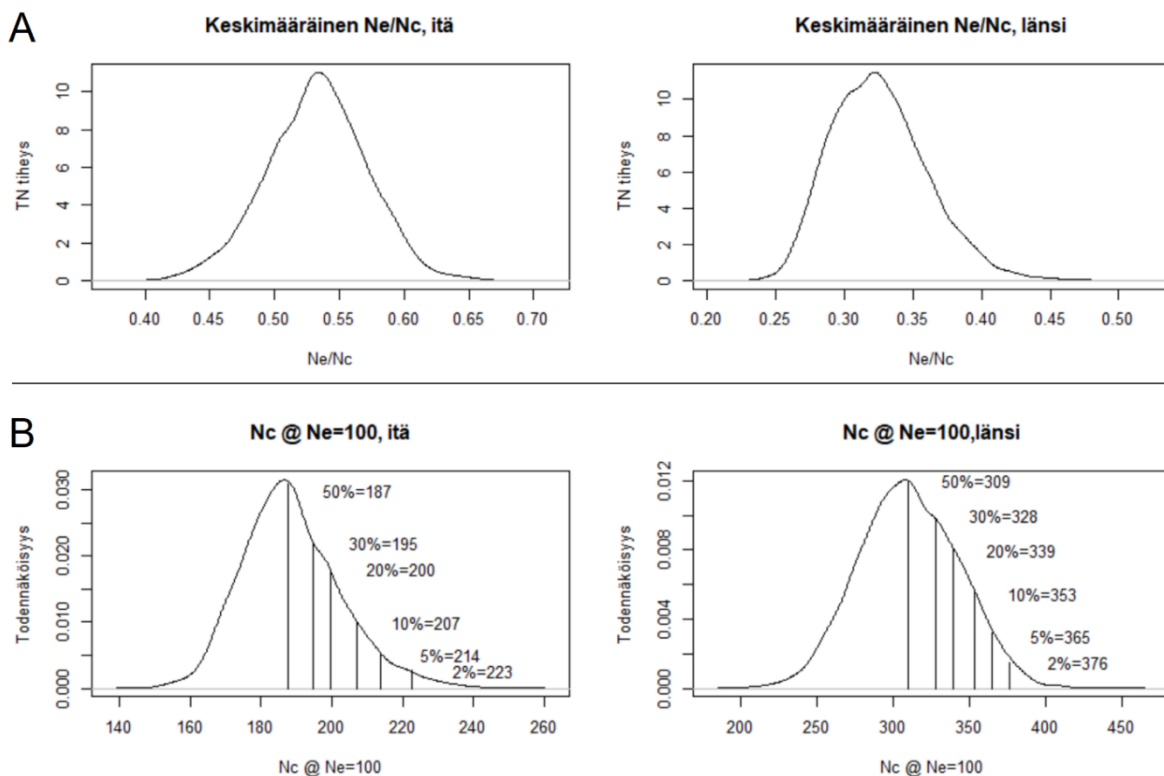 A
Keskimääräinen Ne/Nc, itä
TN tiheys
0 2 4 6 8 10
0.40 0.45 0.50 0.55 0.60 0.65 0.70
Ne/Nc
Keskimääräinen Ne/Nc, länsi
TN tiheys
0 2 4 6 8 10
0.20 0.25 0.30 0.35 0.40 0.45 0.50
Ne/Nc
B
Nc @ Ne=100, itä
Todennäköisyys
0.000 0.010 0.020 0.030
50%=187
30%=195
20%=200
10%=207
5%=214
2%=223
140 160 180 200 220 240 260
Nc @ Ne=100
Nc @ Ne=100,länsi
Todennäköisyys
0.000 0.004 0.008 0.012
50%=309
30%=328
20%=339
10%=353
5%=365
2%=376
200 250 300 350 400 450
Nc @ Ne=100